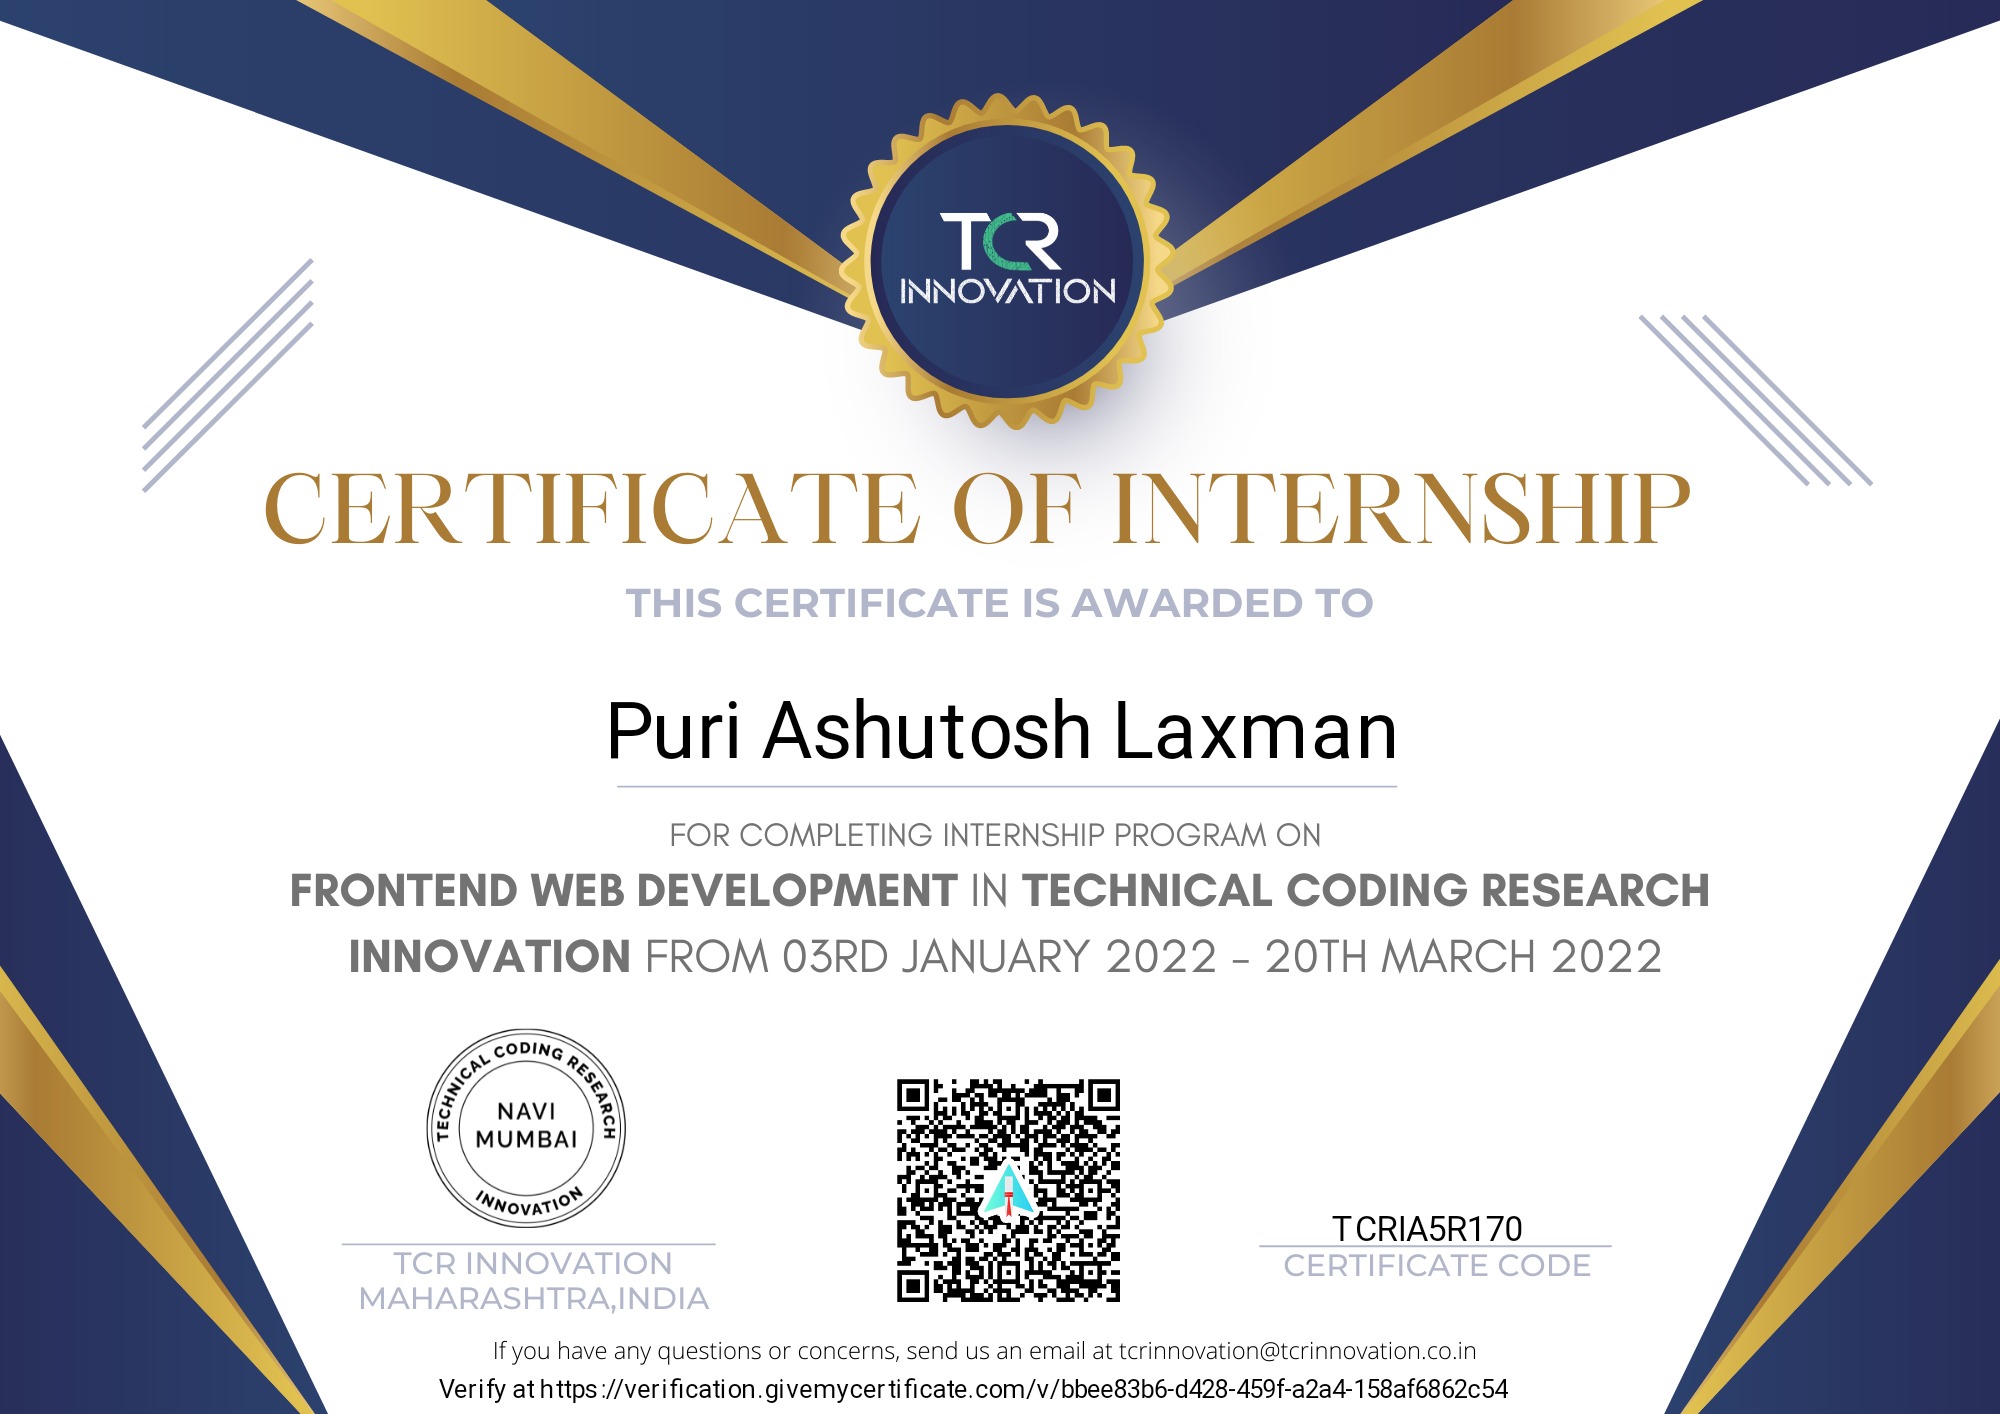 TCR
INNOVATION
CERTIFICATE OF INTERNSHIP
THIS CERTIFICATE IS AWARDED TO
Puri Ashutosh Laxman
FOR COMPLETING INTERNSHIP PROGRAM ON
FRONTEND WEB DEVELOPMENT IN TECHNICAL CODING RESEARCH
INNOVATION FROM 03RD JANUARY 2022 - 20TH MARCH 2022
TECHNICAL CODING RESEARCH
NAVI
MUMBAI
INNOVATION
TCR INNOVATION
MAHARASHTRA,INDIA
TCRIA5R170
CERTIFICATE CODE
If you have any questions or concerns, send us an email at tcrinnovation@tcrinnovation.co.in
Verify at https://verification.givemycertificate.com/v/bbee83b6-d428-459f-a2a4-158af6862c54